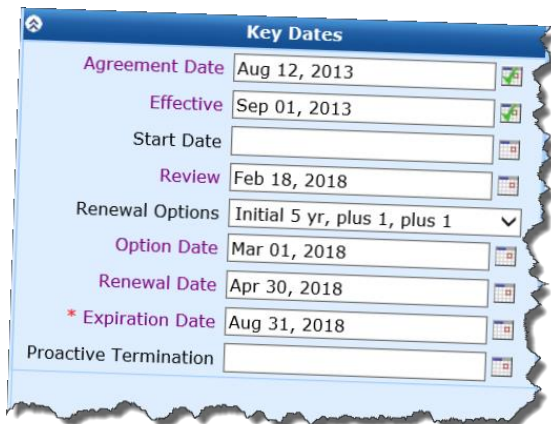 Key Dates
Agreement Date Aug 12, 2013
Effective Sep 01, 2013
Start Date
Review Feb 18, 2018
Renewal Options Initial 5 yr, plus 1, plus 1
Option Date Mar 01, 2018
Renewal Date Apr 30, 2018
* Expiration Date Aug 31, 2018
Proactive Termination